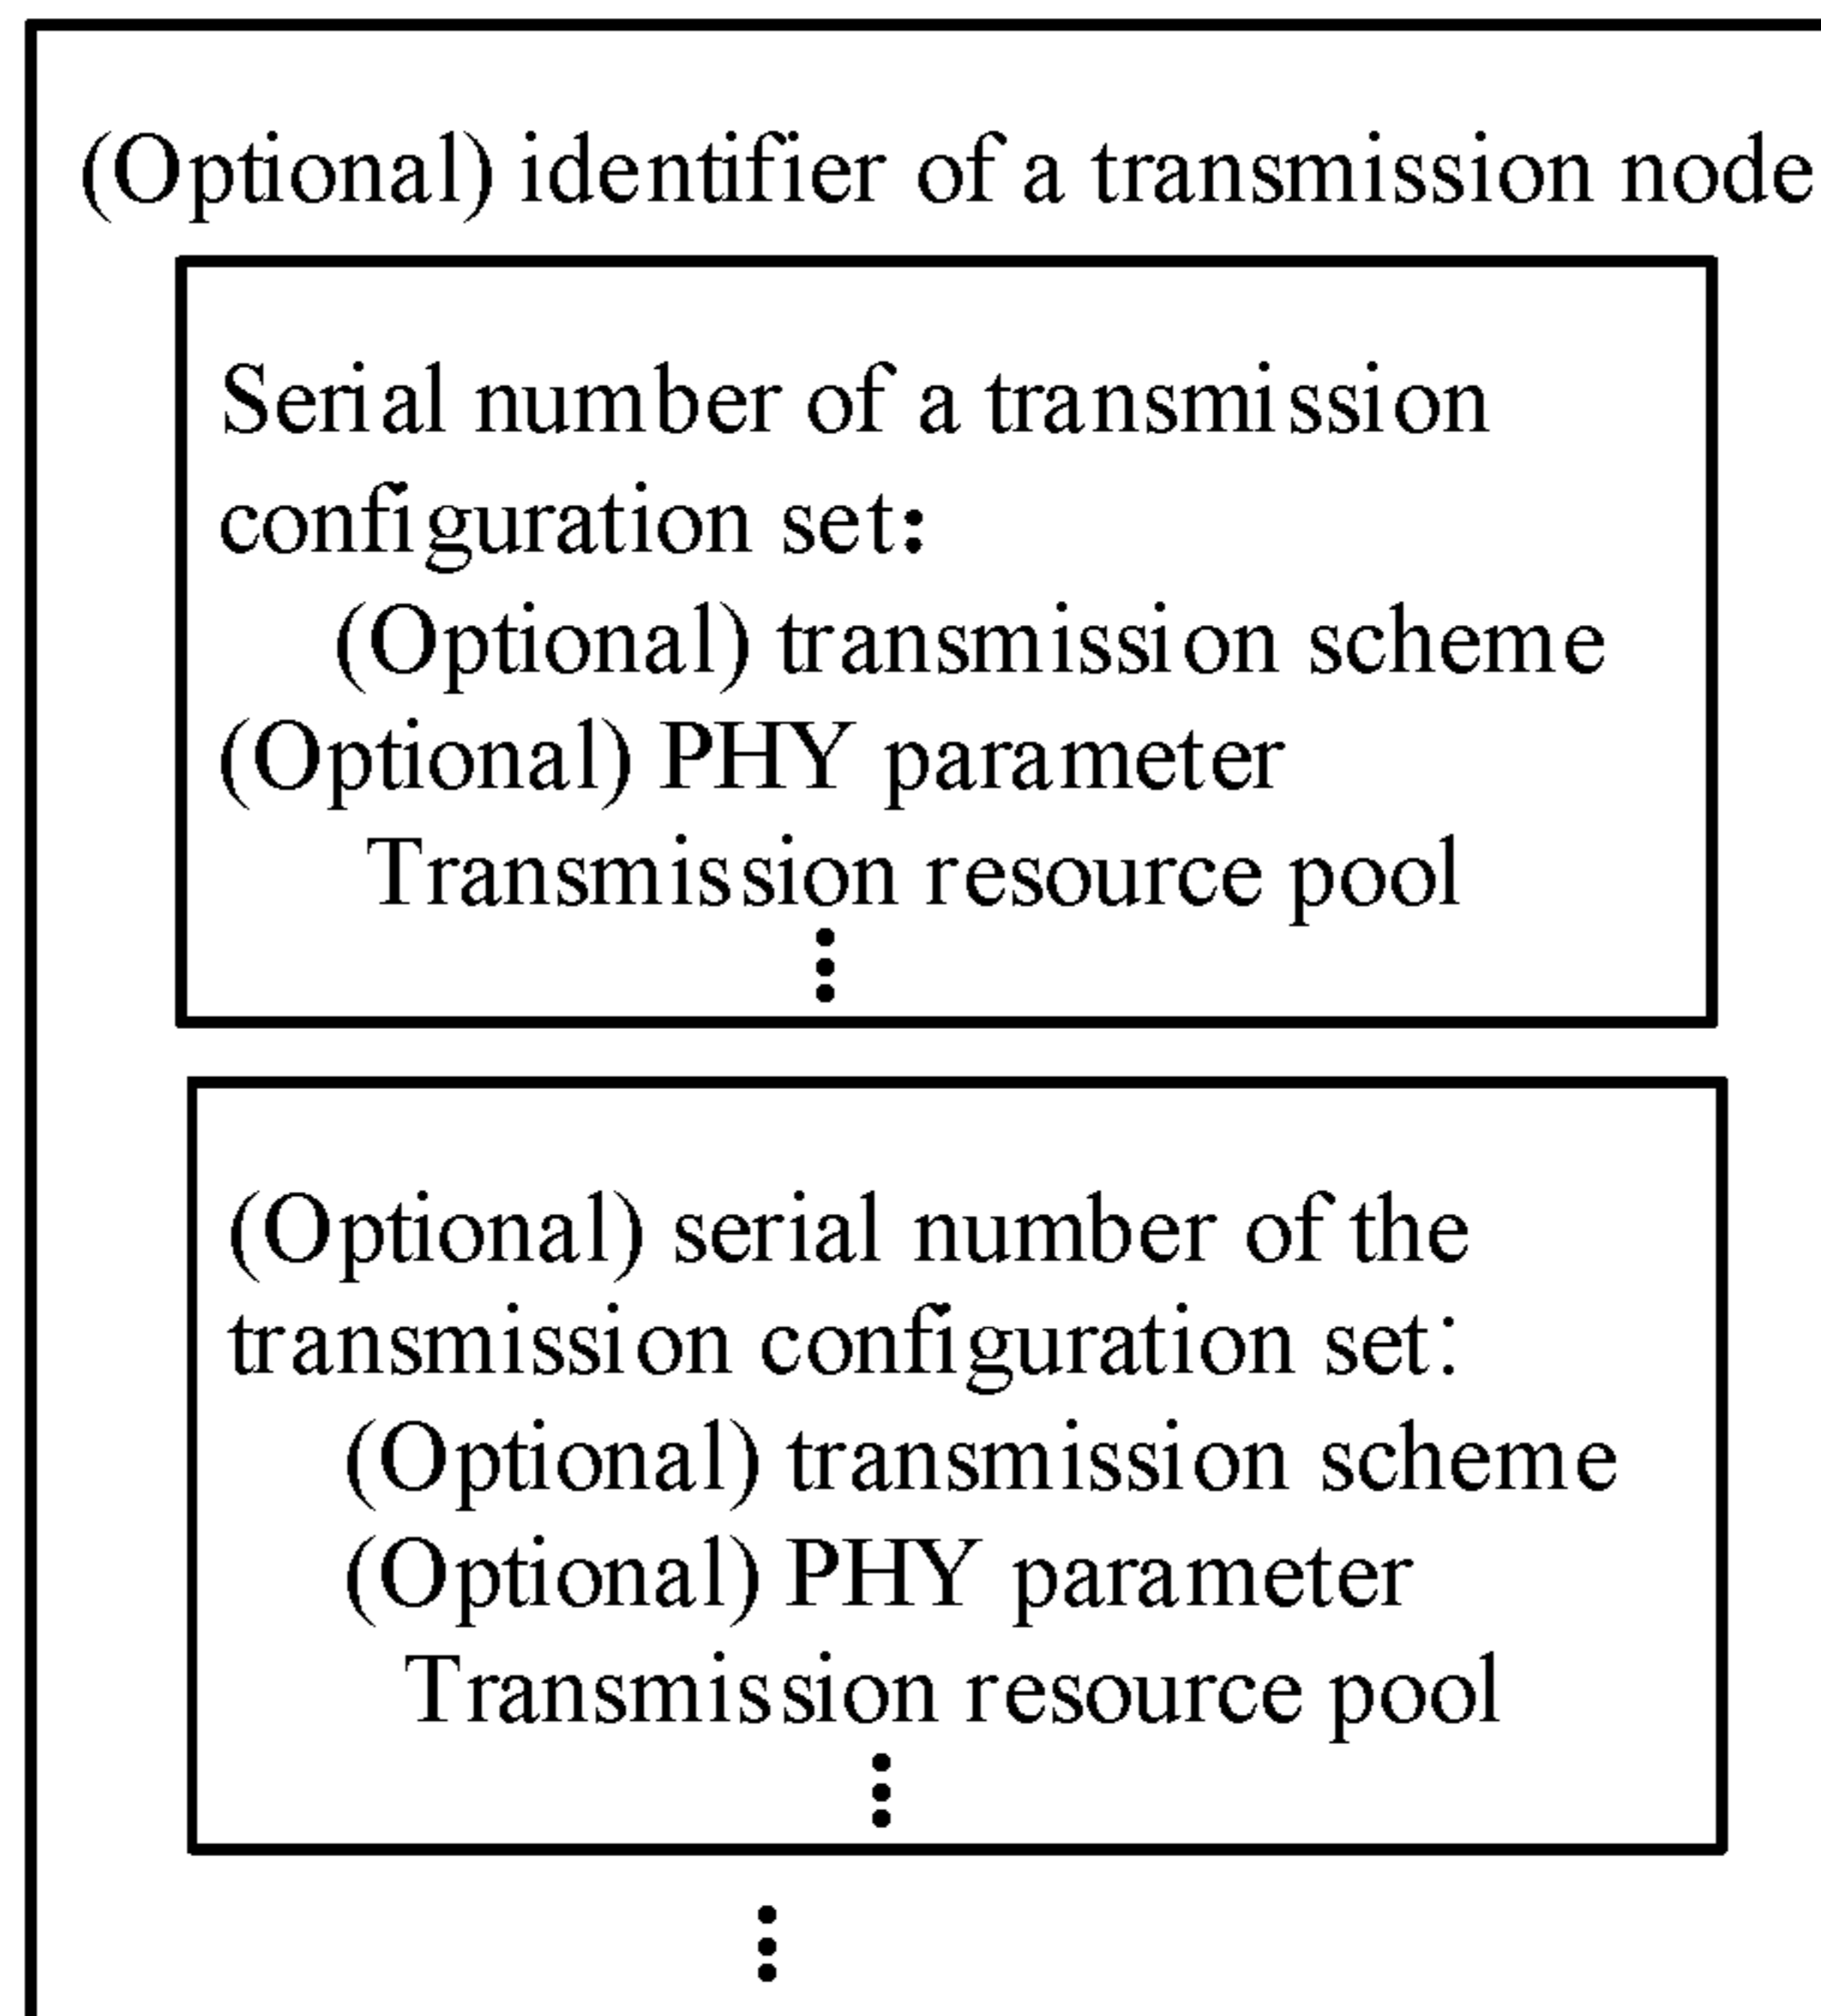 (Optional) identifier of a transmission node
Serial number of a transmission
configuration set:
(Optional) transmission scheme
(Optional) PHY parameter
Transmission resource pool
(Optional) serial number of the
transmission configuration set:
(Optional) transmission scheme
(Optional) PHY parameter
Transmission resource pool